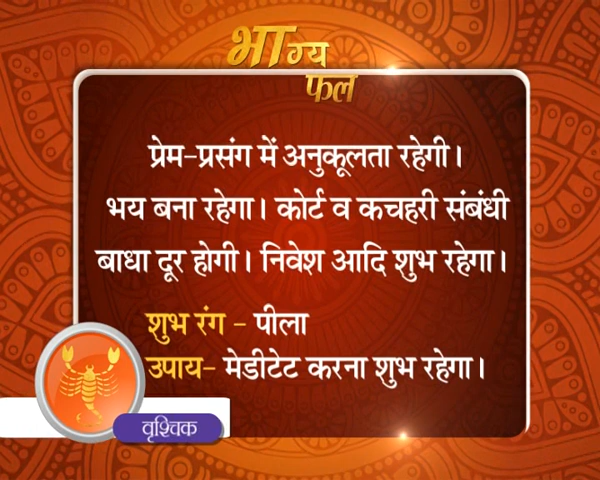 भाग्य
फल
प्रेम-प्रसंग में अनुकूलता रहेगी।
भय बना रहेगा। कोर्ट व कचहरी संबंधी
बाधा दूर होगी। निवेश आदि शुभ रहेगा।
शुभ रंग - पीला
उपाय- मेडीटेट करना शुभ रहेगा।
वृश्चिक